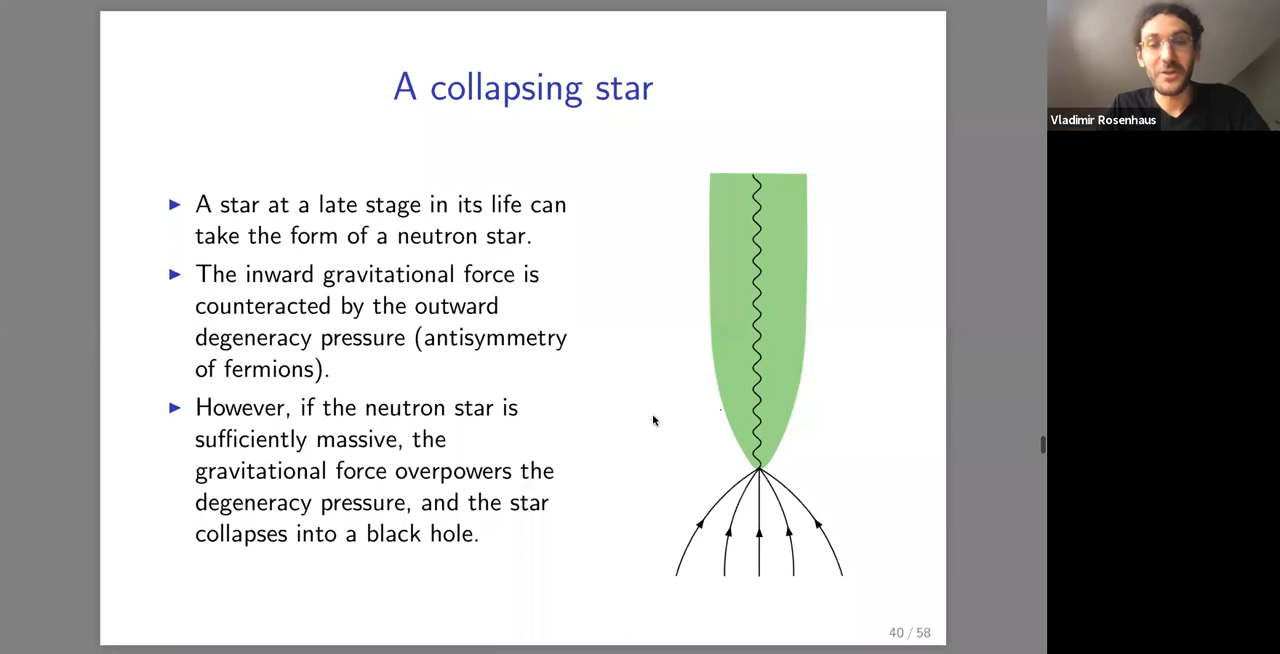 A collapsing star
▶ A star at a late stage in its life can
take the form of a neutron star.
▶ The inward gravitational force is
counteracted by the outward
degeneracy pressure (antisymmetry
of fermions).
▶ However, if the neutron star is
sufficiently massive, the
gravitational force overpowers the
degeneracy pressure, and the star
collapses into a black hole.
40 / 58
Vladimir Rosenhaus